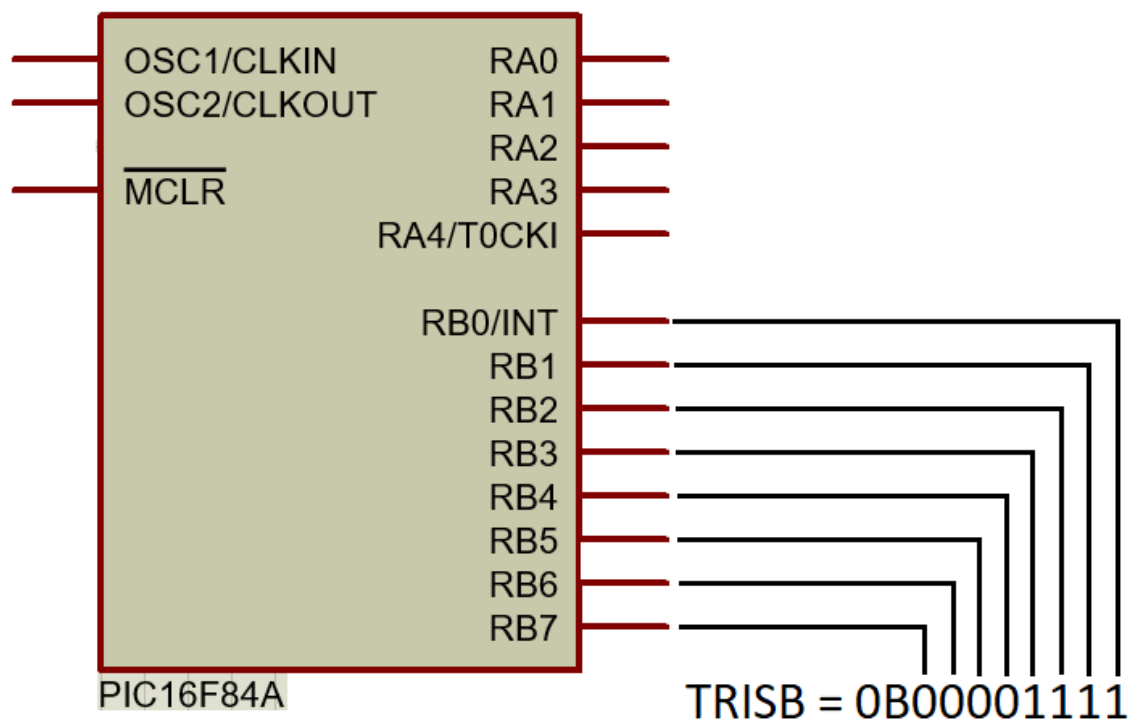 OSC1/CLKIN RA0
OSC2/CLKOUT RA1
RA2
MCLR RA3
RA4/T0CKI
RB0/INT
RB1
RB2
RB3
RB4
RB5
RB6
RB7
PIC16F84A
TRISB = 0B00001111